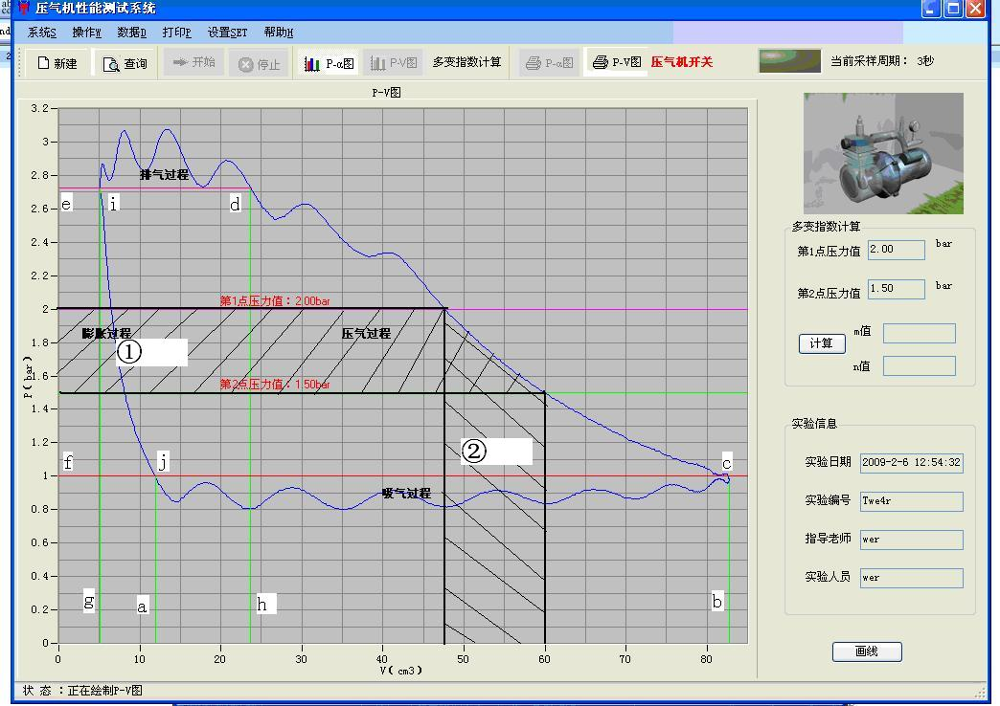 压气机性能测试系统
系统S 操作W 数据D 打印P 设置SET 帮助H
新建 查询 开始 停止 P-α图 P-V图 多变指数计算 P-α图 P-V图 压气机开关 当前采样周期： 3秒
P-V图
3.2
3
2.8
2.6
2.4
2.2
2
1.8
1.6
1.4
1.2
1
0.8
0.6
0.4
0.2
0
P(bar)
排气过程
e i d
第1点压力值：2.00bar
膨胀过程 压气过程
①
第2点压力值：1.50bar
②
f j c
吸气过程
g a h b
0 10 20 30 40 50 60 70 80
V(cm3)
多变指数计算
第1点压力值 2.00 bar
第2点压力值 1.50 bar
计算 m值
n值
实验信息
实验日期 2009-2-6 12:54:32
实验编号 Twe4r
指导老师 wer
实验人员 wer
画线
状 态 ：正在绘制P-V图